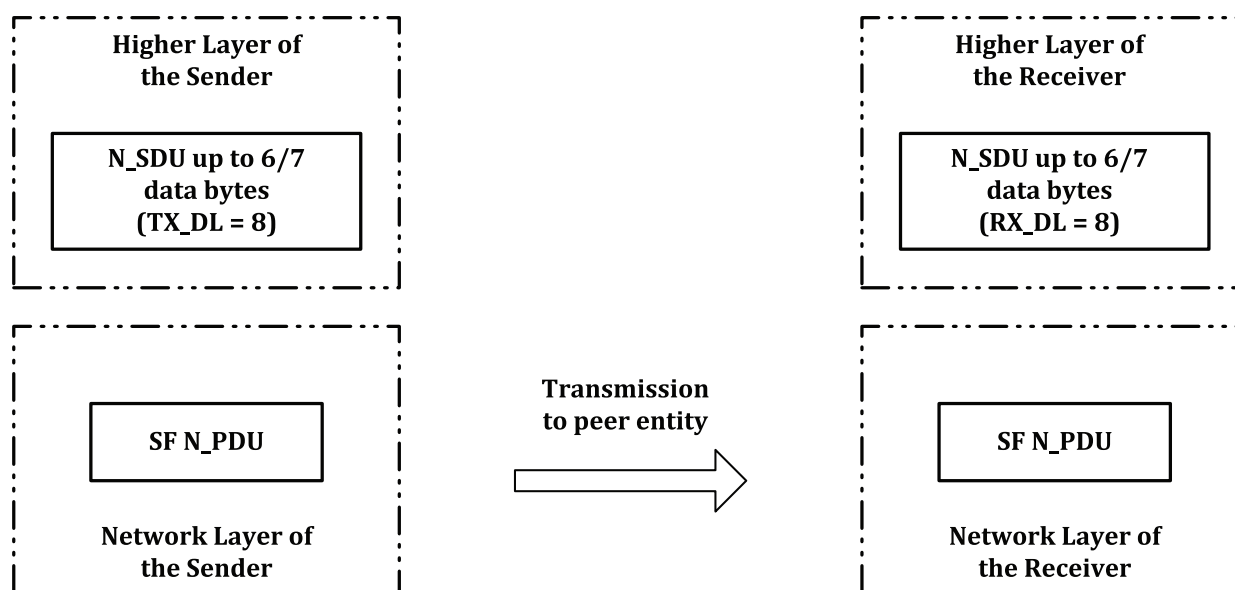 Higher Layer of
the Sender
N_SDU up to 6/7
data bytes
(TX_DL = 8)
Higher Layer of
the Receiver
N_SDU up to 6/7
data bytes
(RX_DL = 8)
SF N_PDU
Network Layer of
the Sender
Transmission
to peer entity
SF N_PDU
Network Layer of
the Receiver